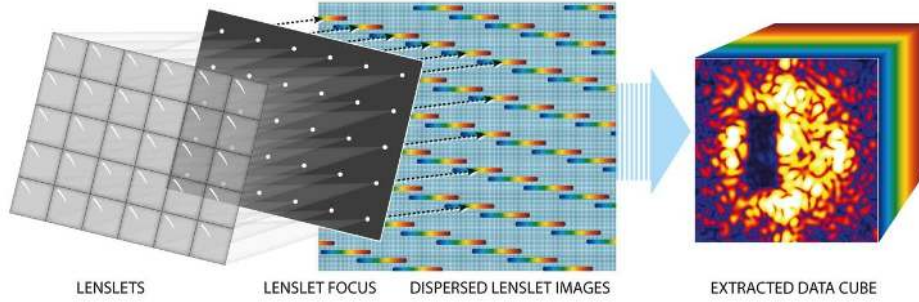 LENSLETS
LENSLET FOCUS
DISPERSED LENSLET IMAGES
EXTRACTED DATA CUBE